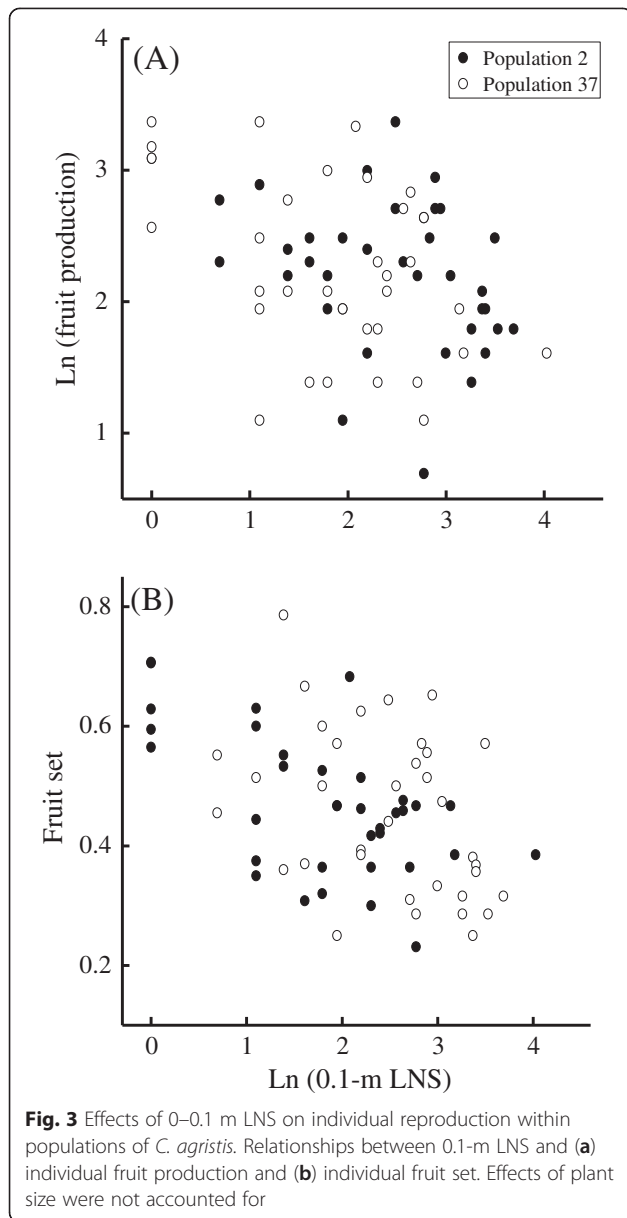 4
(A)
Population 2
Population 37
3
Ln (fruit production)
2
1
0 1 2 3 4
0.8
(B)
0.6
Fruit set
0.4
0.2
0 1 2 3 4
Ln (0.1-m LNS)
Fig. 3 Effects of 0–0.1 m LNS on individual reproduction within
populations of C. agristis. Relationships between 0.1-m LNS and (a)
individual fruit production and (b) individual fruit set. Effects of plant
size were not accounted for